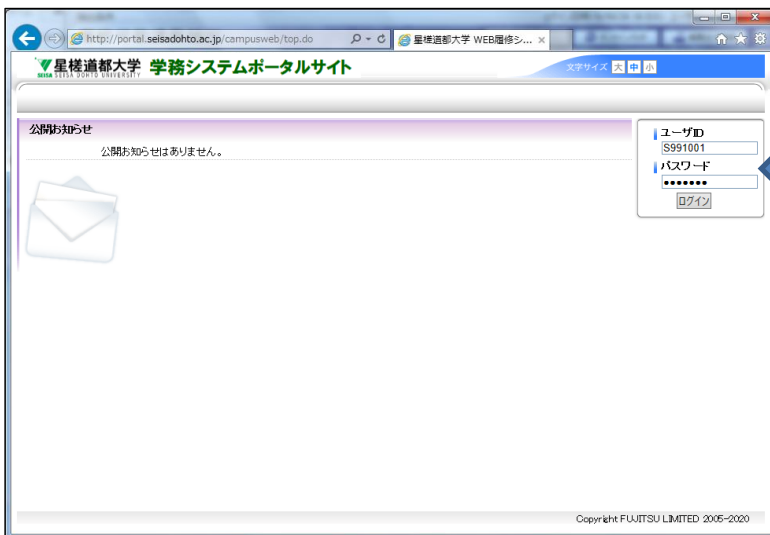 http://portal.seisadohto.ac.jp/campusweb/top.do
星槎道都大学 WEB履修シ...
星槎道都大学 学務システムポータルサイト
SEISA SEISA DOHTO UNIVERSITY
文字サイズ 大 中 小
公開お知らせ
公開お知らせはありません。
ユーザID
S991001
パスワード
•••••••
ログイン
Copyright FUJITSU LIMITED 2005-2020